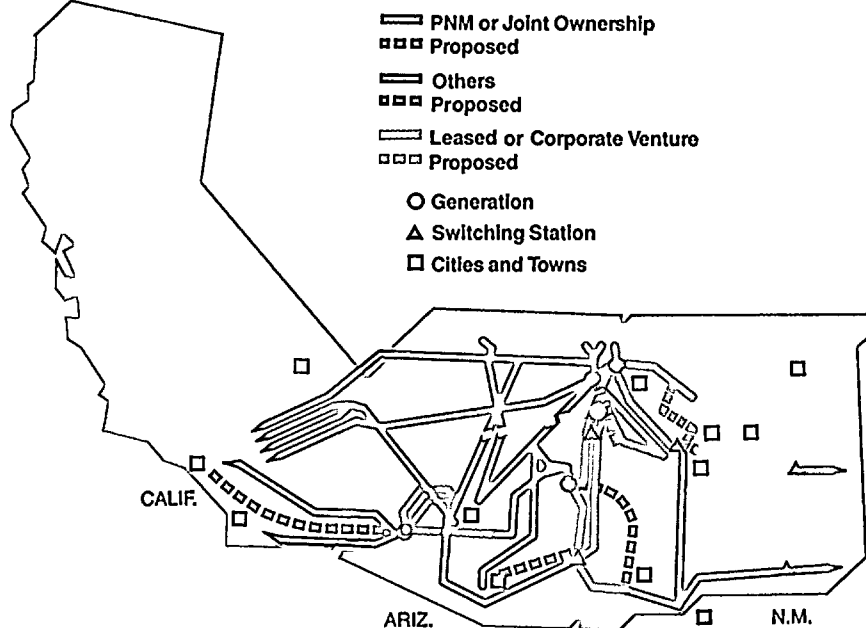 PNM or Joint Ownership
Proposed
Others
Proposed
Leased or Corporate Venture
Proposed
Generation
Switching Station
Cities and Towns
CALIF.
ARIZ.
N.M.